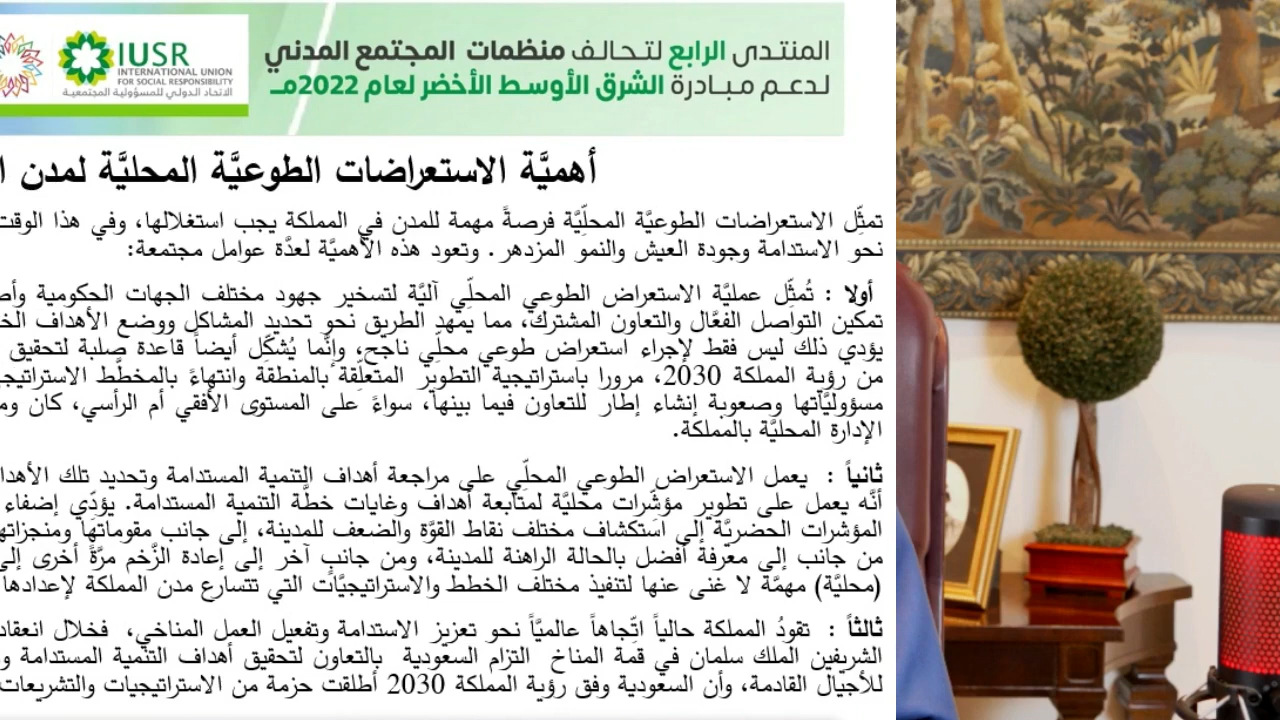 المنتدى الرابع لتحالف منظمات المجتمع المدني
لدعم مبادرة الشرق الأوسط الأخضر لعام 2022مـ
IUSR
INTERNATIONAL UNION
FOR SOCIAL RESPONSIBILITY
الاتحاد الدولي للمسؤولية المجتمعية
أهميَّة الاستعراضات الطوعيَّة المحليَّة لمدن
تمثِّل الاستعراضات الطوعيَّة المحلّيَّة فرصةً مهمة للمدن في المملكة يجب استغلالها، وفي هذا الوقت
نحو الاستدامة وجودة العيش والنمو المزدهر. وتعود هذه الأهميَّة لعدَّة عوامل مجتمعة:
أولا : تُمثِّل عمليَّة الاستعراض الطوعي المحلِّي آليَّة لتسخير جهود مختلف الجهات الحكومية
تمكين التواصل الفعَّال والتعاون المشترك، مما يمهد الطريق نحو تحديد المشاكل ووضع الأهداف
يؤدي ذلك ليس فقط لإجراء استعراض طوعي محلِّي ناجح، وإنَّما يُشكِّل أيضاً قاعدة صلبة لتحقيق
من رؤية المملكة 2030، مرورا باستراتيجية التطوير المتعلِّقة بالمنطقة وانتهاءً بالمخطَّط
مسؤوليَّاتها وصعوبة إنشاء إطار للتعاون فيما بينها، سواءً على المستوى الأفقي أم الرأسي، كان
الإدارة المحليَّة بالمملكة.
ثانياً : يعمل الاستعراض الطوعي المحلِّي على مراجعة أهداف التنمية المستدامة وتحديد تلك
أنَّه يعمل على تطوير مؤشِّرات محليَّة لمتابعة أهداف وغايات خطَّة التنمية المستدامة. يؤدّي إضفاء
المؤشرات الحضريَّة إلى استكشاف مختلف نقاط القوَّة والضعف للمدينة، إلى جانب مقوماتها ومنجزاتها
من جانب إلى معرفة أفضل بالحالة الراهنة للمدينة، ومن جانبٍ آخر إلى إعادة الزَّخم مرَّةً أخرى
(محليَّة) مهمَّة لا غنى عنها لتنفيذ مختلف الخطط والاستراتيجيَّات التي تتسارع مدن المملكة لإعدادها
ثالثاً : تقودُ المملكة حالياً اتِّجاهاً عالميَّاً نحو تعزيز الاستدامة وتفعيل العمل المناخي، فخلال
الشريفين الملك سلمان في قمة المناخ التزام السعودية بالتعاون لتحقيق أهداف التنمية المستدامة
للأجيال القادمة، وأن السعودية وفق رؤية المملكة 2030 أطلقت حزمة من الاستراتيجيات والتشريعات